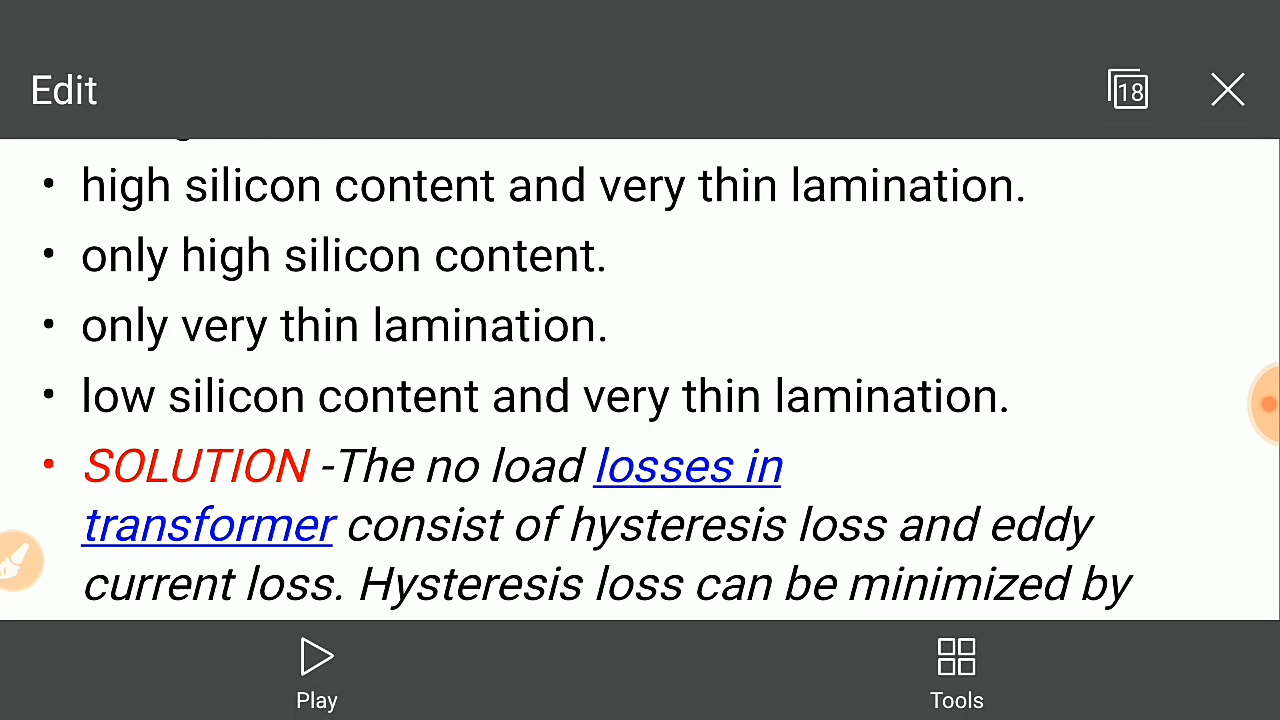 Edit
18
• high silicon content and very thin lamination.
• only high silicon content.
• only very thin lamination.
• low silicon content and very thin lamination.
• SOLUTION -The no load losses in
transformer consist of hysteresis loss and eddy
current loss. Hysteresis loss can be minimized by
Play
Tools